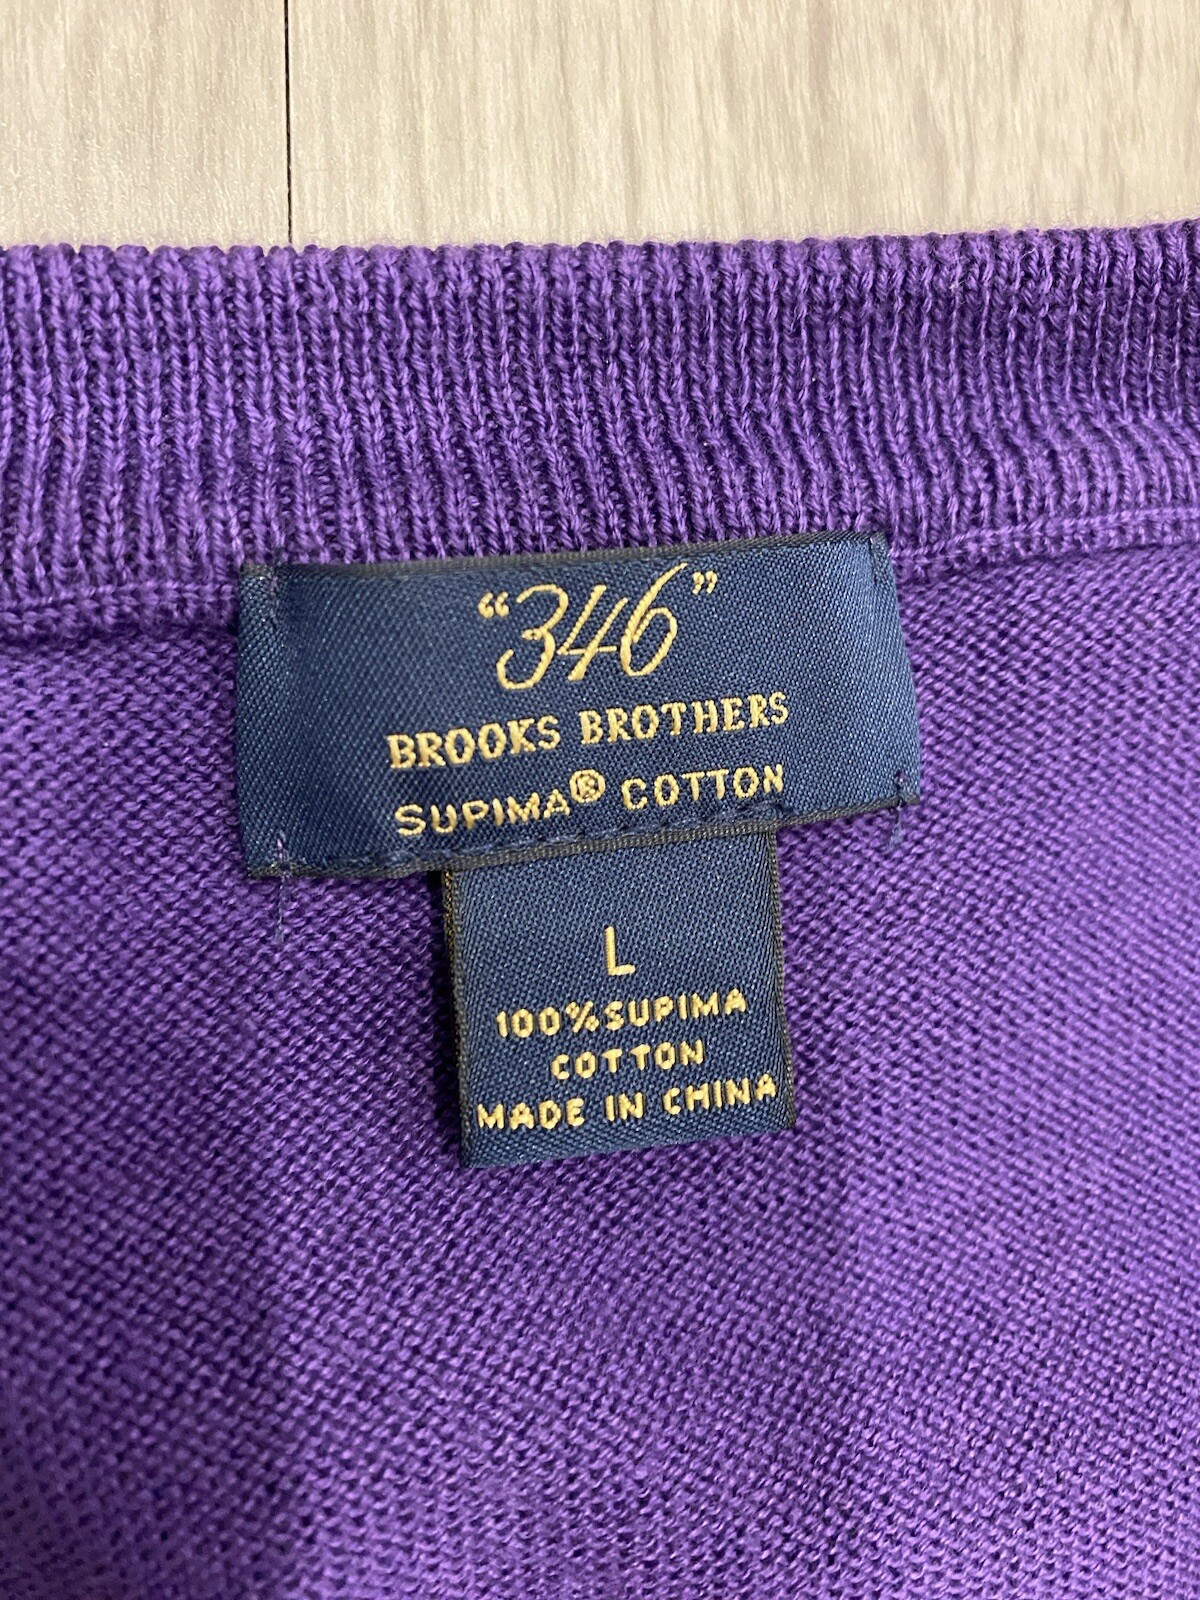 “346”
BROOKS BROTHERS
SUPIMA® COTTON
L
100% SUPIMA
COTTON
MADE IN CHINA